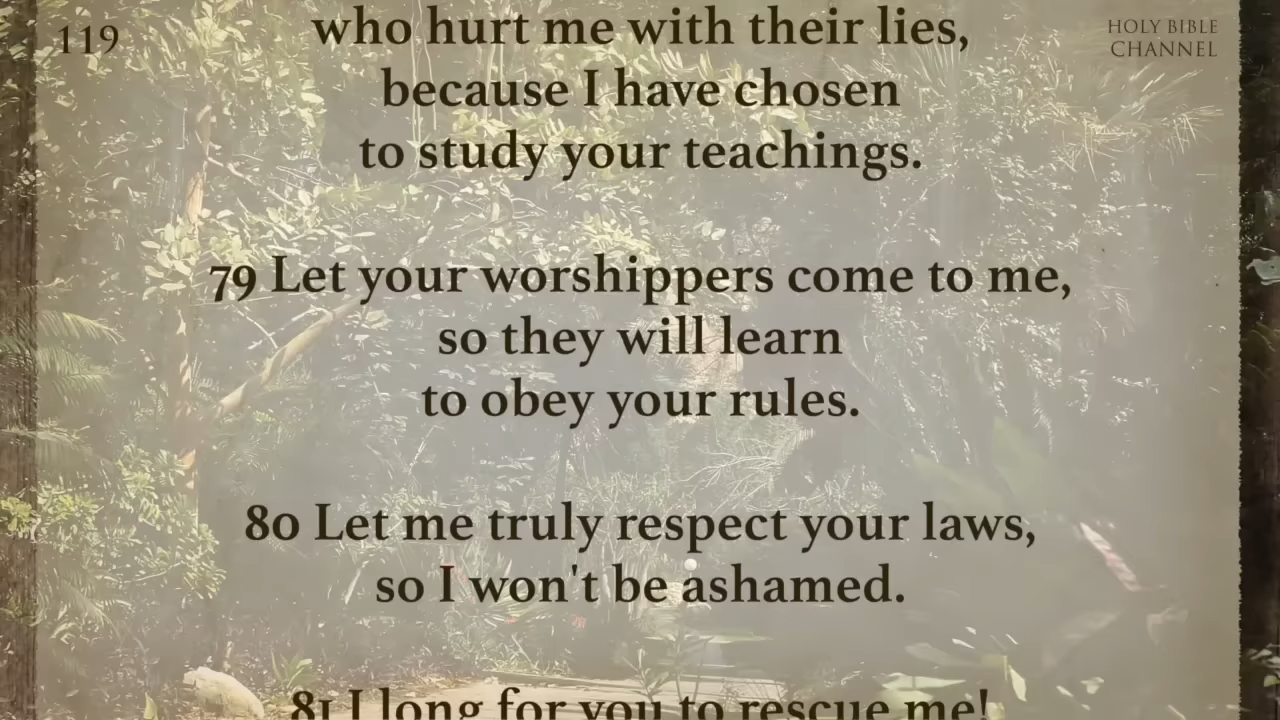 119
HOLY BIBLE
CHANNEL
who hurt me with their lies,
because I have chosen
to study your teachings.
79 Let your worshippers come to me,
so they will learn
to obey your rules.
80 Let me truly respect your laws,
so I won't be ashamed.
81 I long for you to rescue me!